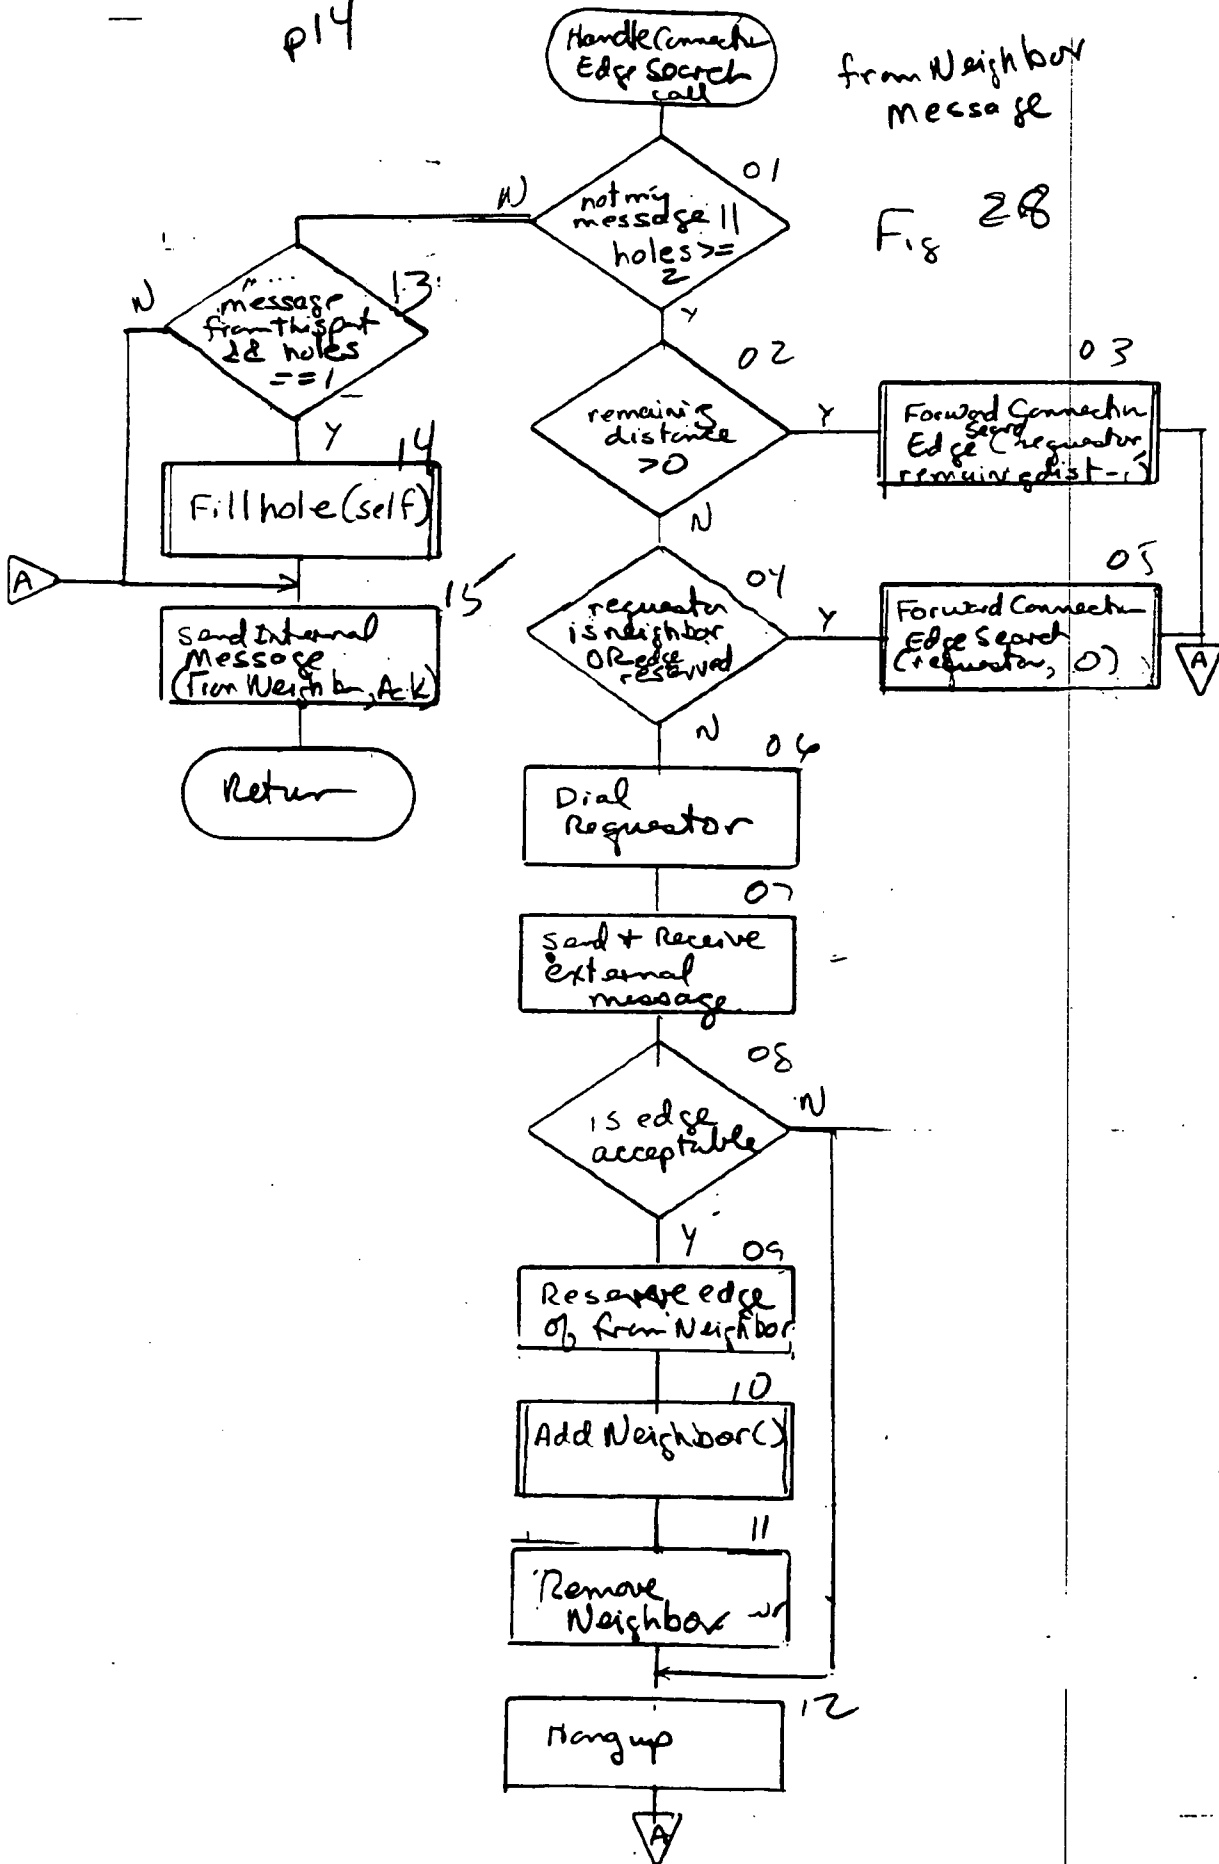 p14
Handle Connection
Edge Search
call
from Neighbor
message
Fig 28
01
not my
message ||
holes >=
2
N
Y
13
message
from this port
&& holes
== 1
N
Y
02
remaining
distance
>0
Y
N
03
Forward Connection
Edge Search (requestor,
remaining dist -1)
14
Fill hole (self)
A
15
Send Internal
Message
(from Neighbor, Ack)
Return
04
requestor
is neighbor
OR edge
reserved
Y
N
05
Forward Connection
Edge Search
(requestor, 0)
A
06
Dial
Requestor
07
Send + Receive
external
message
08
is edge
acceptable
N
Y
09
Reserve edge
of from Neighbor
10
Add Neighbor()
11
Remove
Neighbor
12
Hang up
A